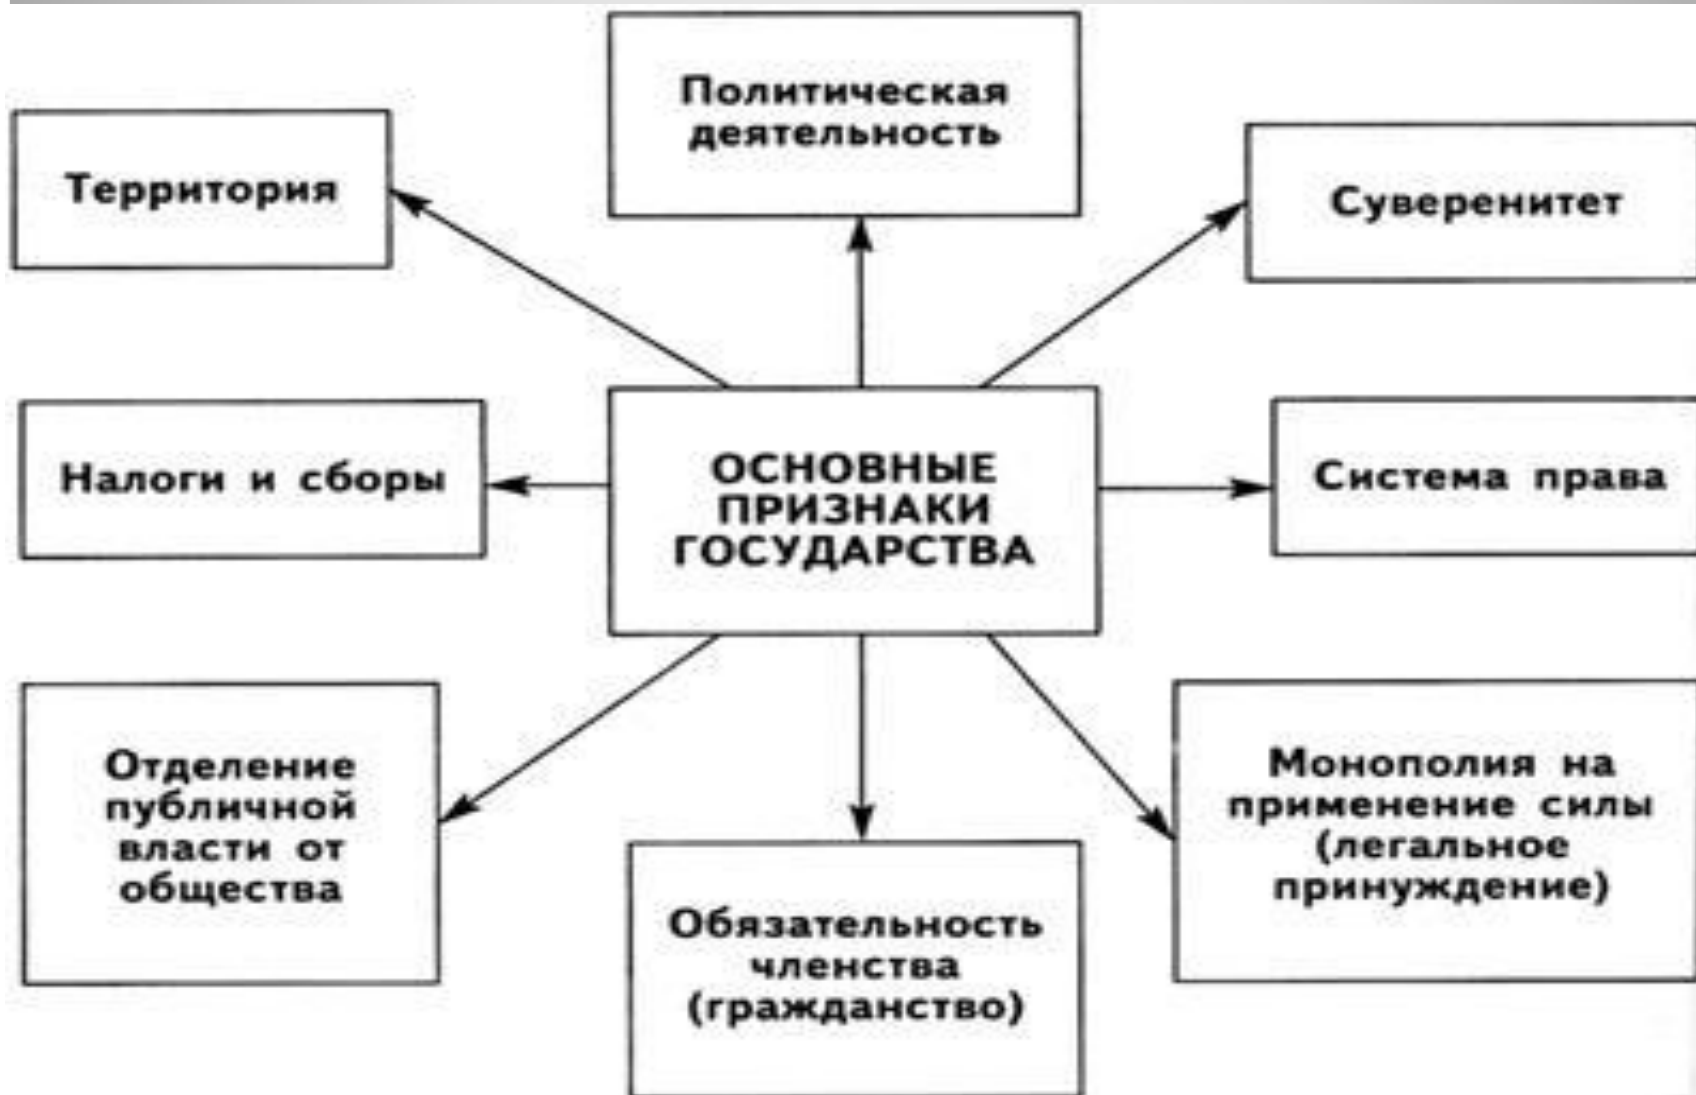 Политическая
деятельность
Территория
Суверенитет
Налоги и сборы
ОСНОВНЫЕ
ПРИЗНАКИ
ГОСУДАРСТВА
Система права
Отделение
публичной
власти от
общества
Обязательность
членства
(гражданство)
Монополия на
применение силы
(легальное
принуждение)